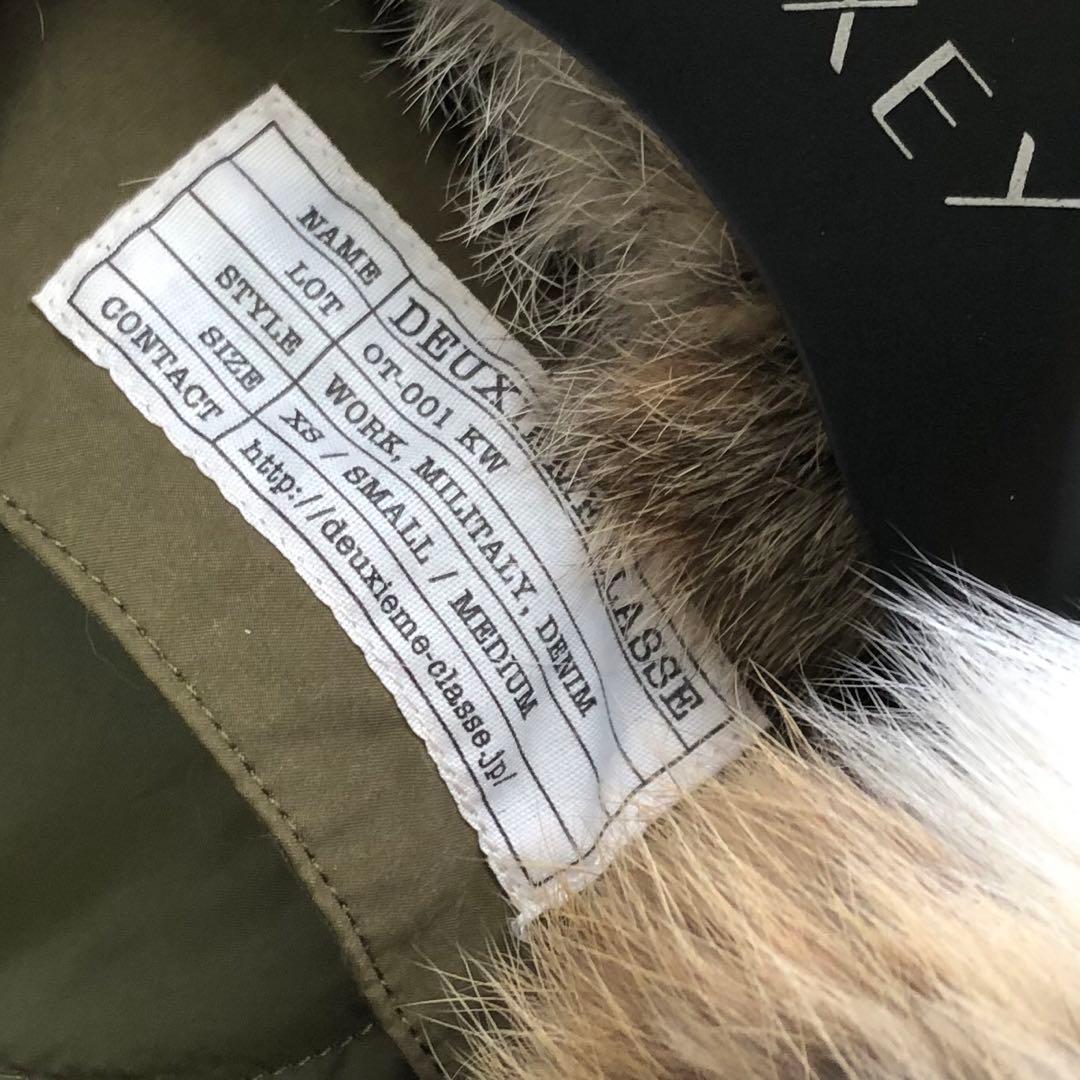 NAME DEUX CLASSE
LOT OT-001 KW
STYLE WORK, MILITALY, DENIM
SIZE XS / SMALL / MEDIUM
CONTACT http://deuxieme-classe.jp/
KEY